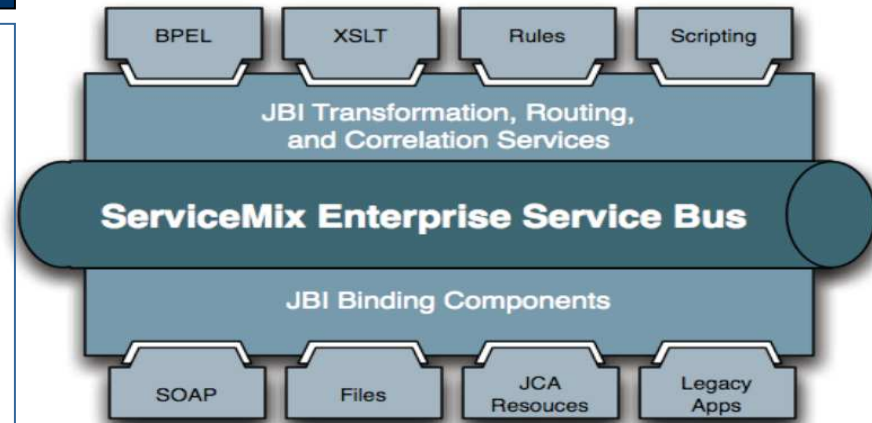 BPEL
XSLT
Rules
Scripting
JBI Transformation, Routing,
and Correlation Services
ServiceMix Enterprise Service Bus
JBI Binding Components
SOAP
Files
JCA
Resouces
Legacy
Apps